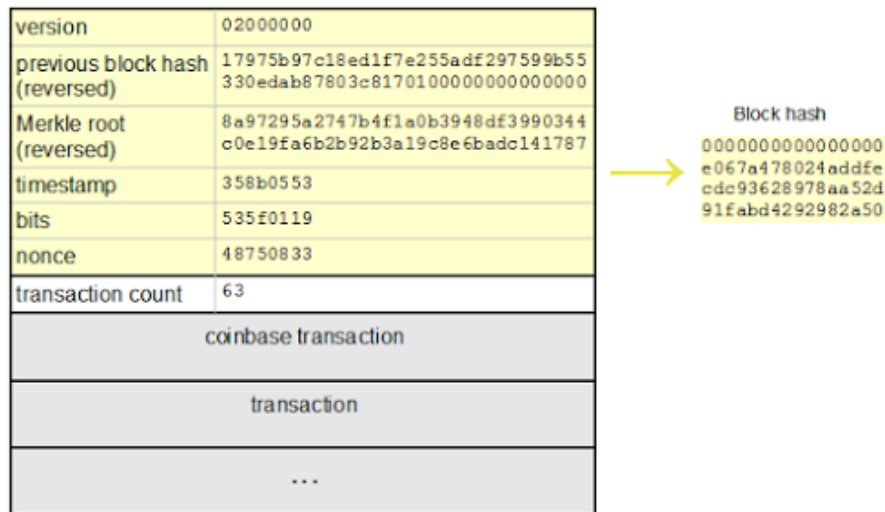 version 02000000
previous block hash 17975b97c18ed1f7e255adf297599b55
(reversed) 330edab87803c8170100000000000000
Merkle root 8a97295a2747b4f1a0b3948df3990344
(reversed) c0e19fa6b2b92b3a19c8e6badc141787
timestamp 358b0553
bits 535f0119
nonce 48750833
transaction count 63
coinbase transaction
transaction
...
Block hash
0000000000000000
e067a478024addfe
cdc93628978aa52d
91fabd4292982a50